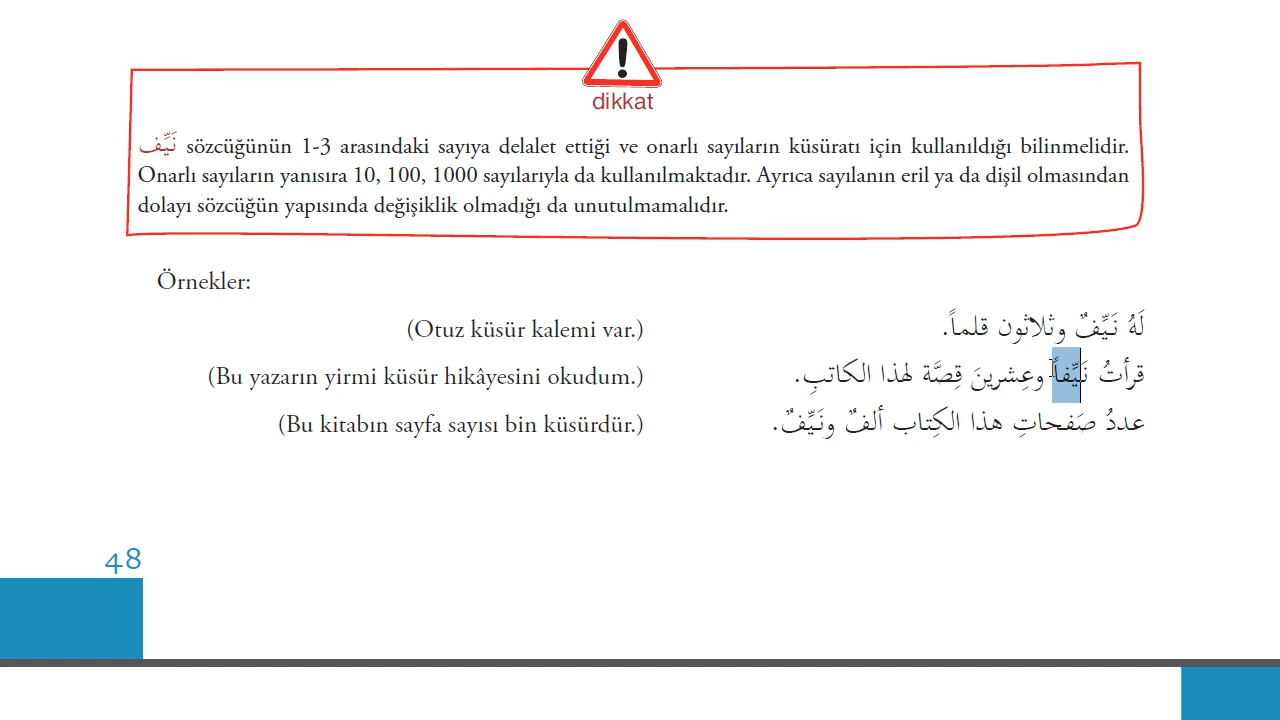 dikkat
نَيِّف sözcüğünün 1-3 arasındaki sayıya delalet ettiği ve onarlı sayıların küsüratı için kullanıldığı bilinmelidir.
Onarlı sayıların yanısıra 10, 100, 1000 sayılarıyla da kullanılmaktadır. Ayrıca sayılanın eril ya da dişil olmasından
dolayı sözcüğün yapısında değişiklik olmadığı da unutulmamalıdır.
Örnekler:
لَهُ نَيِّفٌ وثلاثون قلماً. (Otuz küsür kalemi var.)
قرأتُ نَيِّفاً وعِشرينَ قِصَّة لهذا الكاتبِ. (Bu yazarın yirmi küsür hikâyesini okudum.)
عددُ صَفحاتِ هذا الكِتاب ألفٌ ونَيِّفٌ. (Bu kitabın sayfa sayısı bin küsürdür.)
48